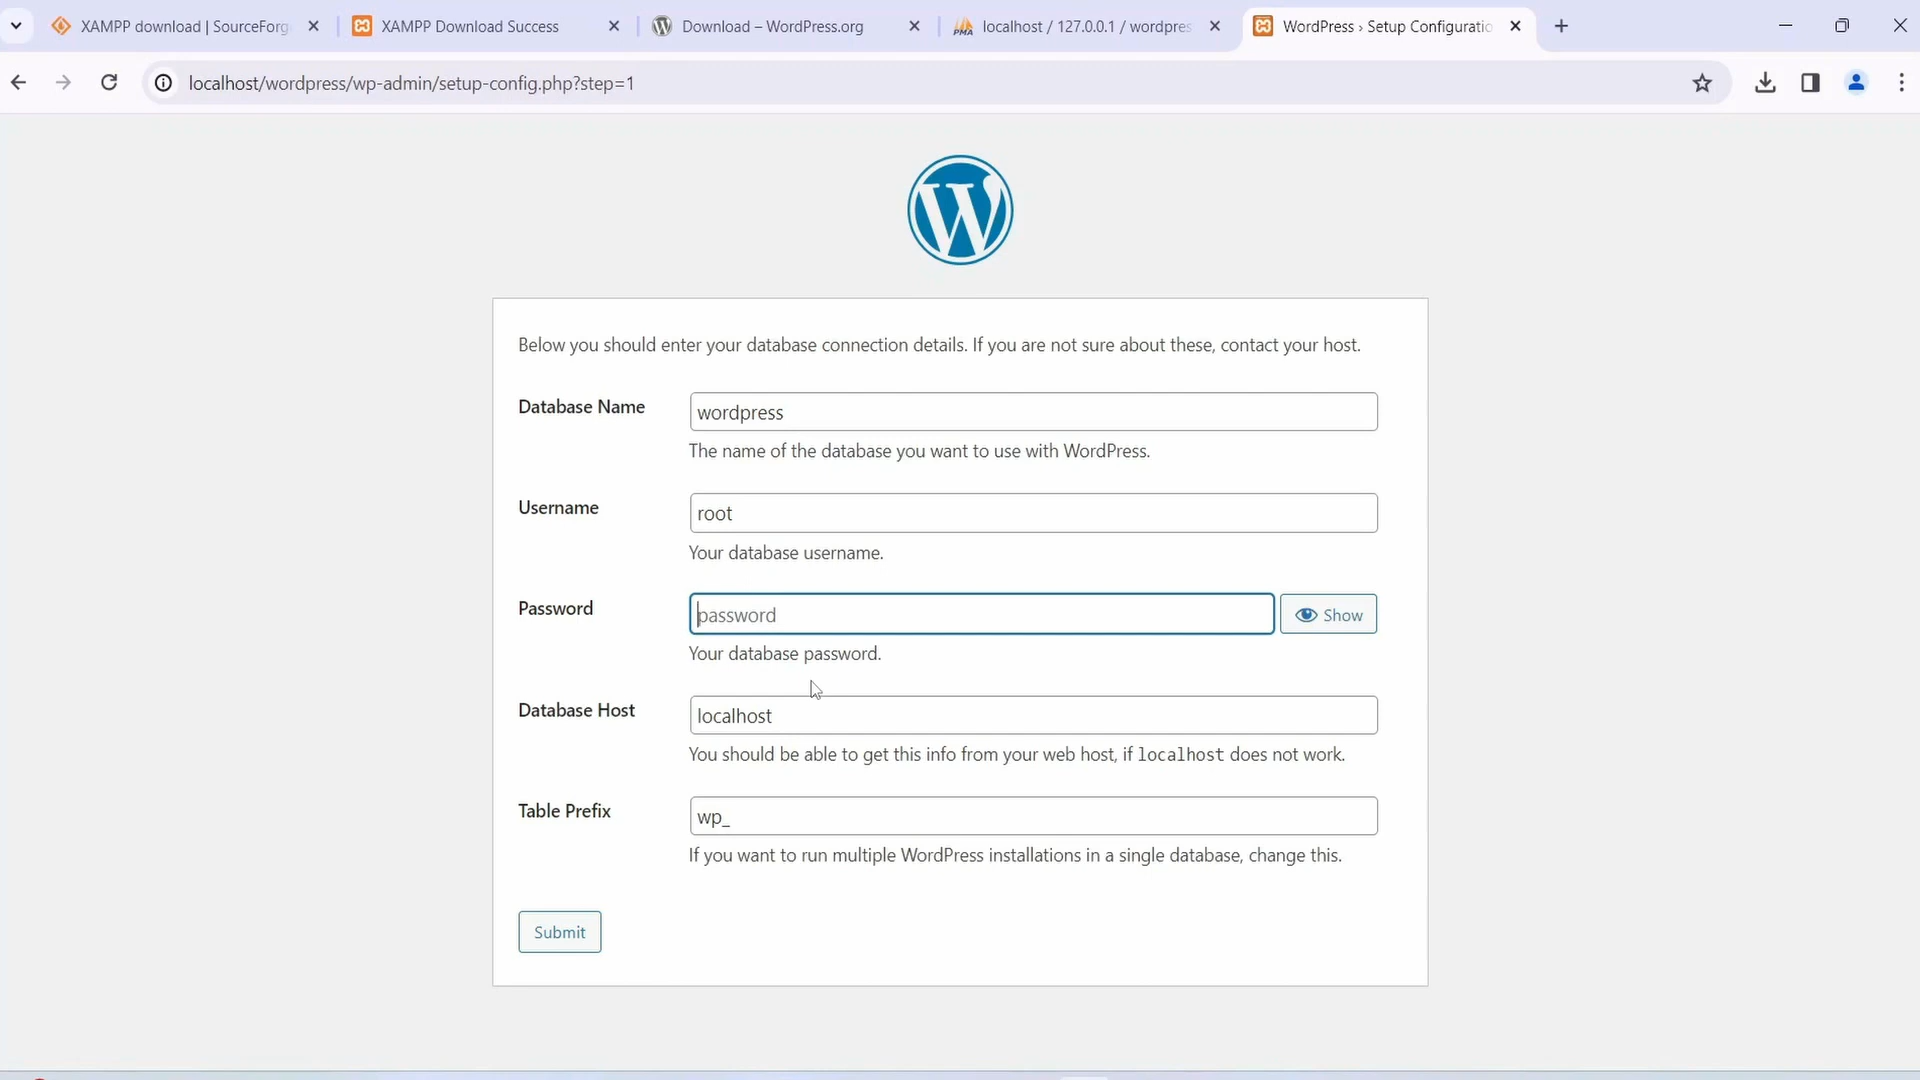 XAMPP download | SourceForg
XAMPP Download Success
Download – WordPress.org
PMA
localhost / 127.0.0.1 / wordpres
WordPress › Setup Configuratio
localhost/wordpress/wp-admin/setup-config.php?step=1
W
Below you should enter your database connection details. If you are not sure about these, contact your host.
Database Name
wordpress
The name of the database you want to use with WordPress.
Username
root
Your database username.
Password
password
Show
Your database password.
Database Host
localhost
You should be able to get this info from your web host, if localhost does not work.
Table Prefix
wp_
If you want to run multiple WordPress installations in a single database, change this.
Submit